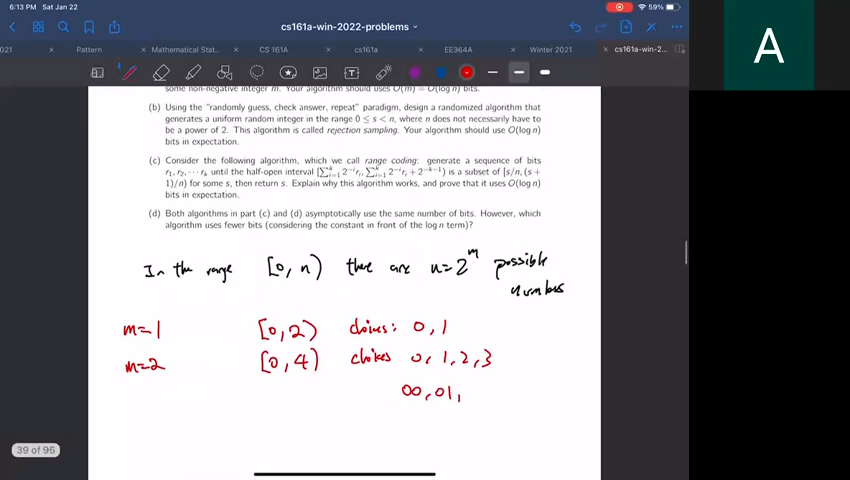 6:13 PM Sat Jan 22
59%
cs161a-win-2022-problems
2021
Pattern
Mathematical Stat...
CS 161A
cs161a
EE364A
Winter 2021
cs161a-win-2...
some non-negative integer m. Your algorithm should uses O(m) = O(log n) bits.
(b) Using the "randomly guess, check answer, repeat" paradigm, design a randomized algorithm that
generates a uniform random integer in the range 0 ≤ s < n, where n does not necessarily have to
be a power of 2. This algorithm is called rejection sampling. Your algorithm should use O(log n)
bits in expectation.
(c) Consider the following algorithm, which we call range coding: generate a sequence of bits
r₁, r₂, ··· rₖ until the half-open interval [∑ᵢ₌₁ᵏ 2⁻ⁱrᵢ, ∑ᵢ₌₁ᵏ 2⁻ⁱrᵢ + 2⁻ᵏ⁻¹) is a subset of [s/n, (s +
1)/n) for some s, then return s. Explain why this algorithm works, and prove that it uses O(log n)
bits in expectation.
(d) Both algorithms in part (c) and (d) asymptotically use the same number of bits. However, which
algorithm uses fewer bits (considering the constant in front of the log n term)?
In the range [0, n) there are n=2^m possible
numbers
m=1 [0, 2) choices: 0, 1
m=2 [0, 4) choices 0, 1, 2, 3
00, 01,
39 of 95
A